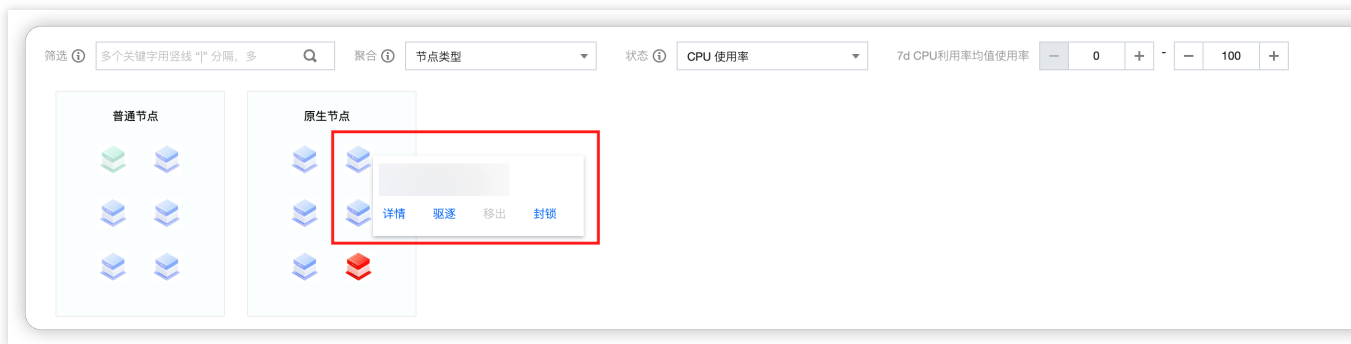 筛选 多个关键字用竖线 "|" 分隔，多 聚合 节点类型 状态 CPU 使用率 7d CPU利用率均值使用率 0 - 100
普通节点 原生节点
详情 驱逐 移出 封锁